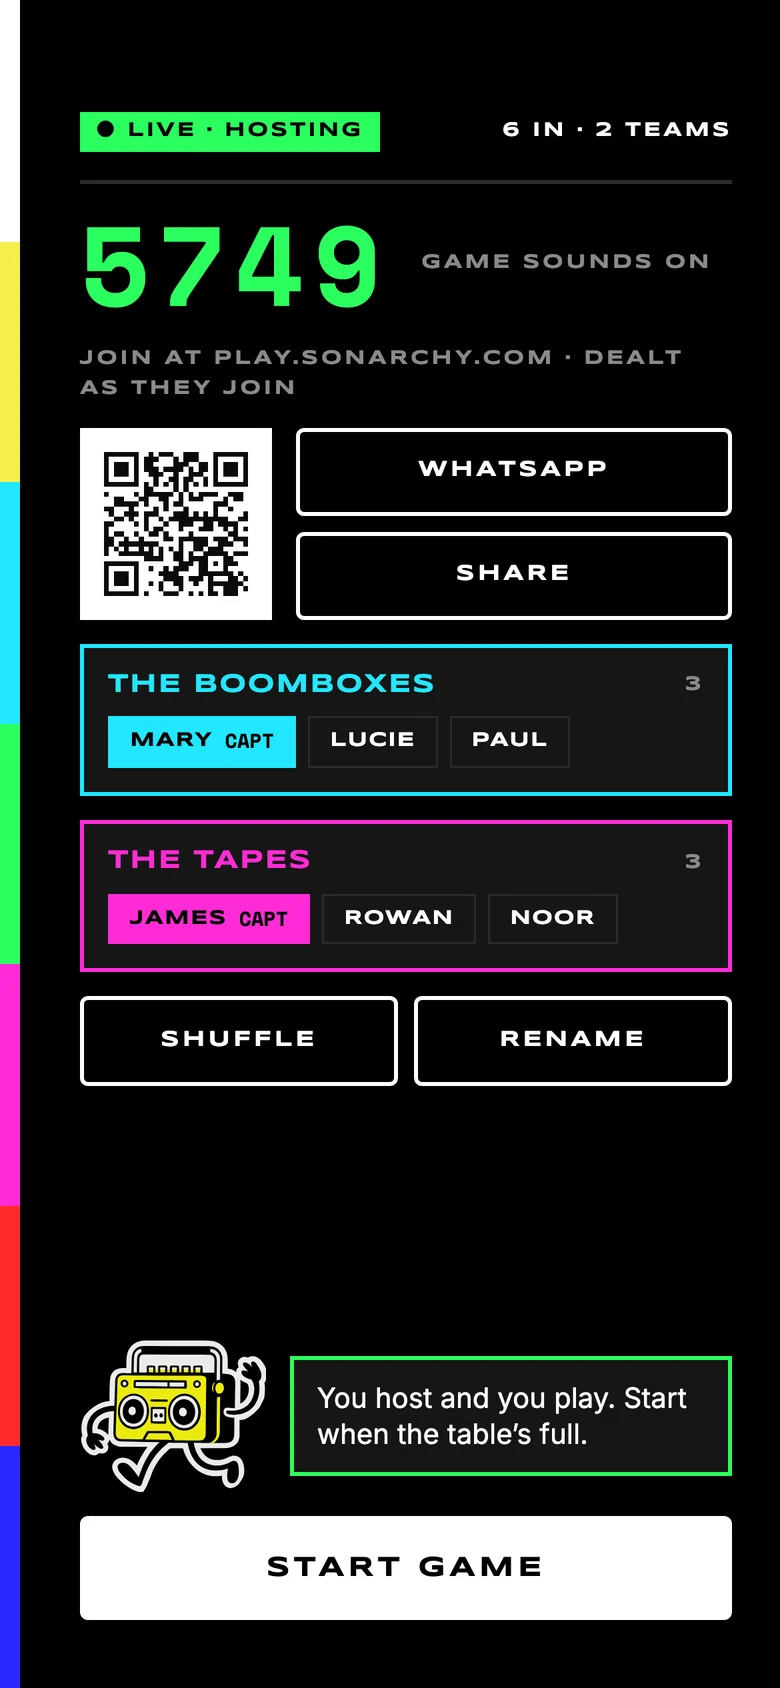 LIVE · HOSTING
6 IN · 2 TEAMS
5749
GAME SOUNDS ON
JOIN AT PLAY.SONARCHY.COM · DEALT
AS THEY JOIN
WHATSAPP
SHARE
THE BOOMBOXES
3
MARY CAPT
LUCIE
PAUL
THE TAPES
3
JAMES CAPT
ROWAN
NOOR
SHUFFLE
RENAME
You host and you play. Start
when the table’s full.
START GAME